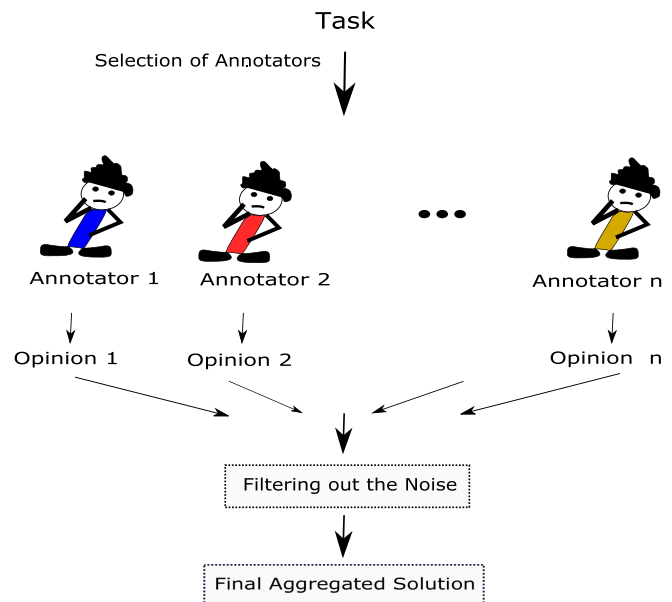 Task
Selection of Annotators
Annotator 1
Annotator 2
Annotator n
Opinion 1
Opinion 2
Opinion n
Filtering out the Noise
Final Aggregated Solution